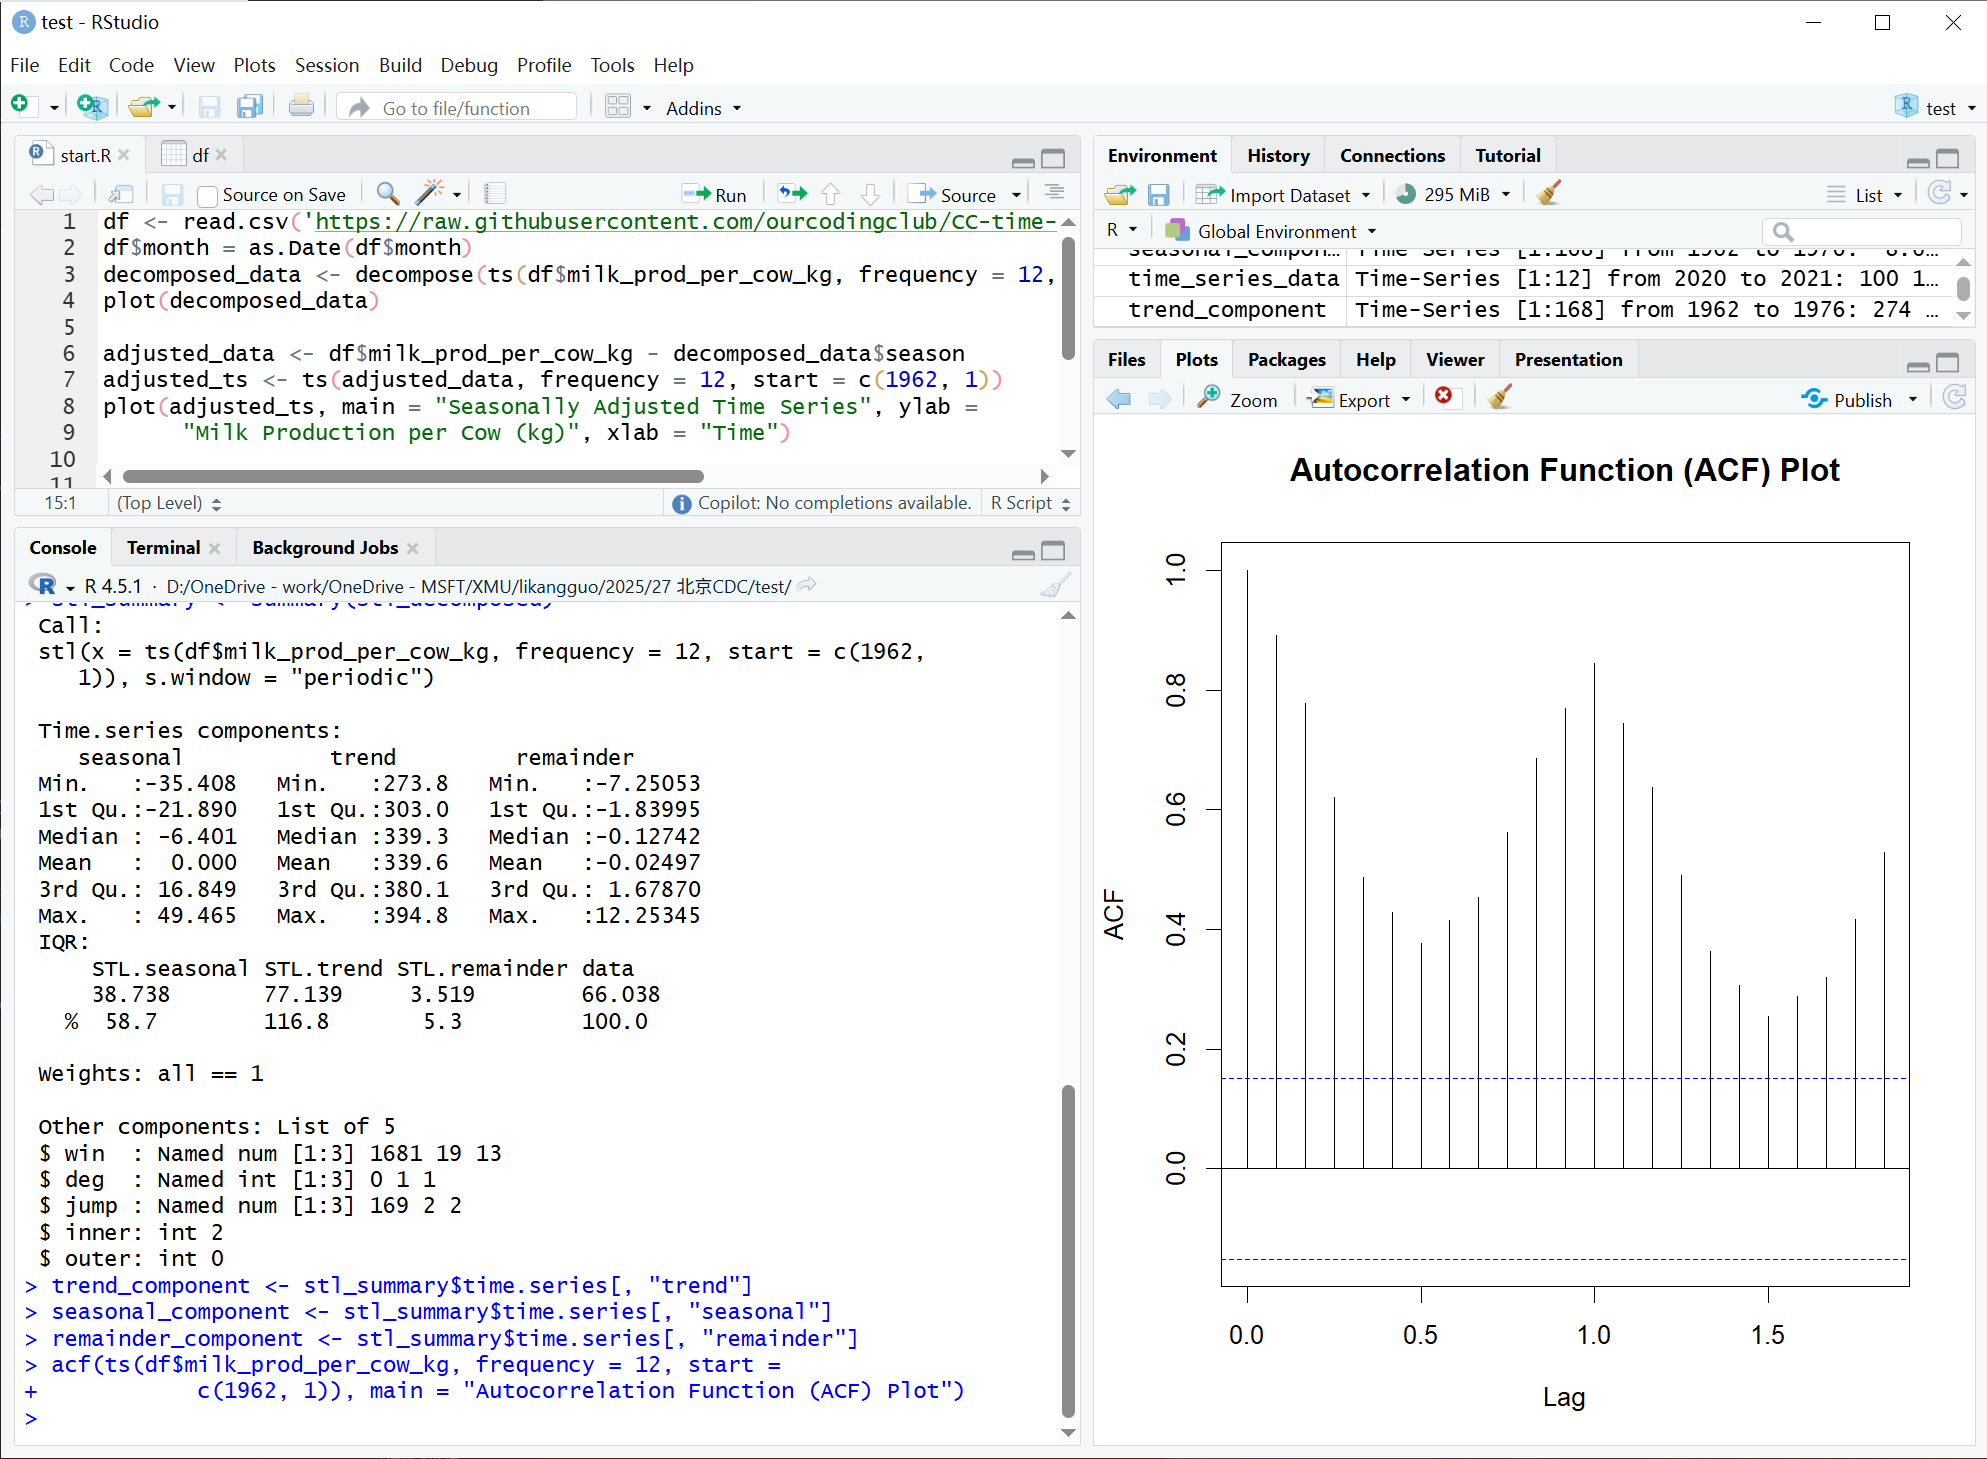 test - RStudio
File Edit Code View Plots Session Build Debug Profile Tools Help
Go to file/function Addins test
start.R df
Source on Save Run Source
1 df <- read.csv('https://raw.githubusercontent.com/ourcodingclub/CC-time-
2 df$month = as.Date(df$month)
3 decomposed_data <- decompose(ts(df$milk_prod_per_cow_kg, frequency = 12,
4 plot(decomposed_data)
5
6 adjusted_data <- df$milk_prod_per_cow_kg - decomposed_data$season
7 adjusted_ts <- ts(adjusted_data, frequency = 12, start = c(1962, 1))
8 plot(adjusted_ts, main = "Seasonally Adjusted Time Series", ylab =
9 "Milk Production per Cow (kg)", xlab = "Time")
10
11
15:1 (Top Level) Copilot: No completions available. R Script
Console Terminal Background Jobs
R 4.5.1 · D:/OneDrive - work/OneDrive - MSFT/XMU/likangguo/2025/27 北京CDC/test/
> stl_summary <- summary(stl_decomposed)
Call:
stl(x = ts(df$milk_prod_per_cow_kg, frequency = 12, start = c(1962,
1)), s.window = "periodic")
Time.series components:
seasonal trend remainder
Min. :-35.408 Min. :273.8 Min. :-7.25053
1st Qu.:-21.890 1st Qu.:303.0 1st Qu.:-1.83995
Median : -6.401 Median :339.3 Median :-0.12742
Mean : 0.000 Mean :339.6 Mean :-0.02497
3rd Qu.: 16.849 3rd Qu.:380.1 3rd Qu.: 1.67870
Max. : 49.465 Max. :394.8 Max. :12.25345
IQR:
STL.seasonal STL.trend STL.remainder data
38.738 77.139 3.519 66.038
% 58.7 116.8 5.3 100.0
Weights: all == 1
Other components: List of 5
$ win : Named num [1:3] 1681 19 13
$ deg : Named int [1:3] 0 1 1
$ jump : Named num [1:3] 169 2 2
$ inner: int 2
$ outer: int 0
> trend_component <- stl_summary$time.series[, "trend"]
> seasonal_component <- stl_summary$time.series[, "seasonal"]
> remainder_component <- stl_summary$time.series[, "remainder"]
> acf(ts(df$milk_prod_per_cow_kg, frequency = 12, start =
+ c(1962, 1)), main = "Autocorrelation Function (ACF) Plot")
>
Environment History Connections Tutorial
Import Dataset 295 MiB List
R Global Environment
seasonal_compon… Time-Series [1:168] from 1962 to 1976: -8.6…
time_series_data Time-Series [1:12] from 2020 to 2021: 100 1…
trend_component Time-Series [1:168] from 1962 to 1976: 274 …
Files Plots Packages Help Viewer Presentation
Zoom Export Publish
Autocorrelation Function (ACF) Plot
ACF
1.0
0.8
0.6
0.4
0.2
0.0
0.0 0.5 1.0 1.5
Lag